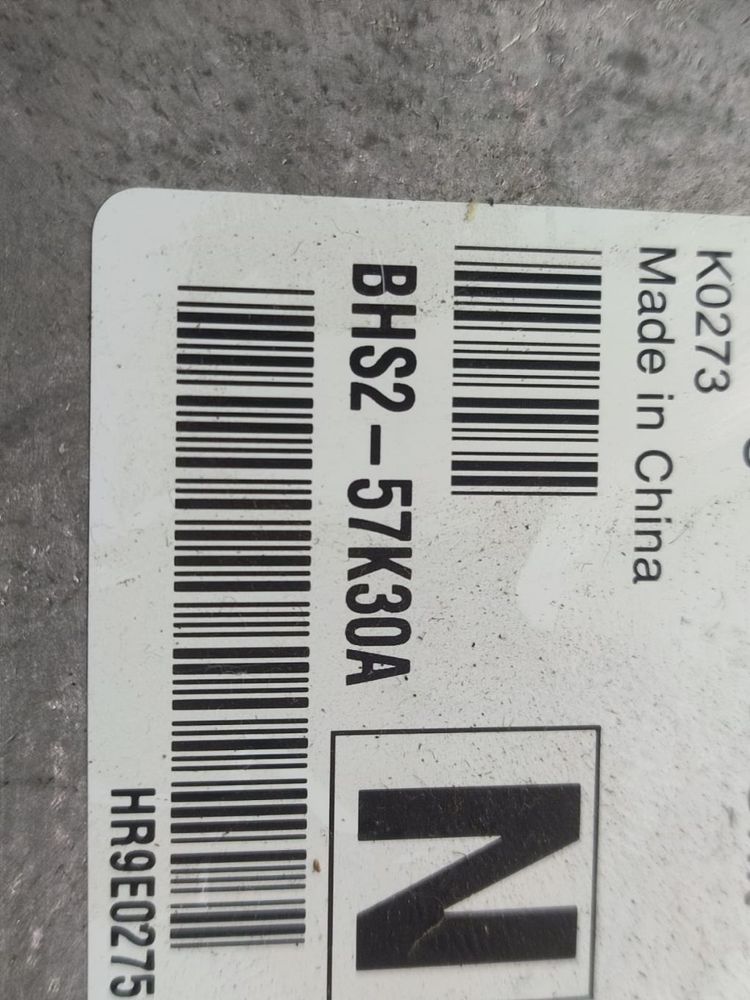 K0273
Made in China
BHS2-57K30A
N
HR9E0275